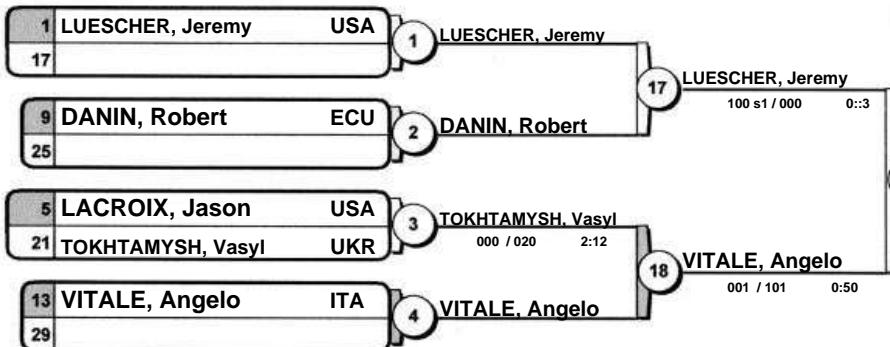 1 LUESCHER, Jeremy USA
17
1
LUESCHER, Jeremy
9 DANIN, Robert ECU
25
2
DANIN, Robert
17
LUESCHER, Jeremy
100 s1 / 000 0::3
5 LACROIX, Jason USA
21 TOKHTAMYSH, Vasyl UKR
3
TOKHTAMYSH, Vasyl
000 / 020 2:12
13 VITALE, Angelo ITA
29
4
VITALE, Angelo
18
VITALE, Angelo
001 / 101 0:50